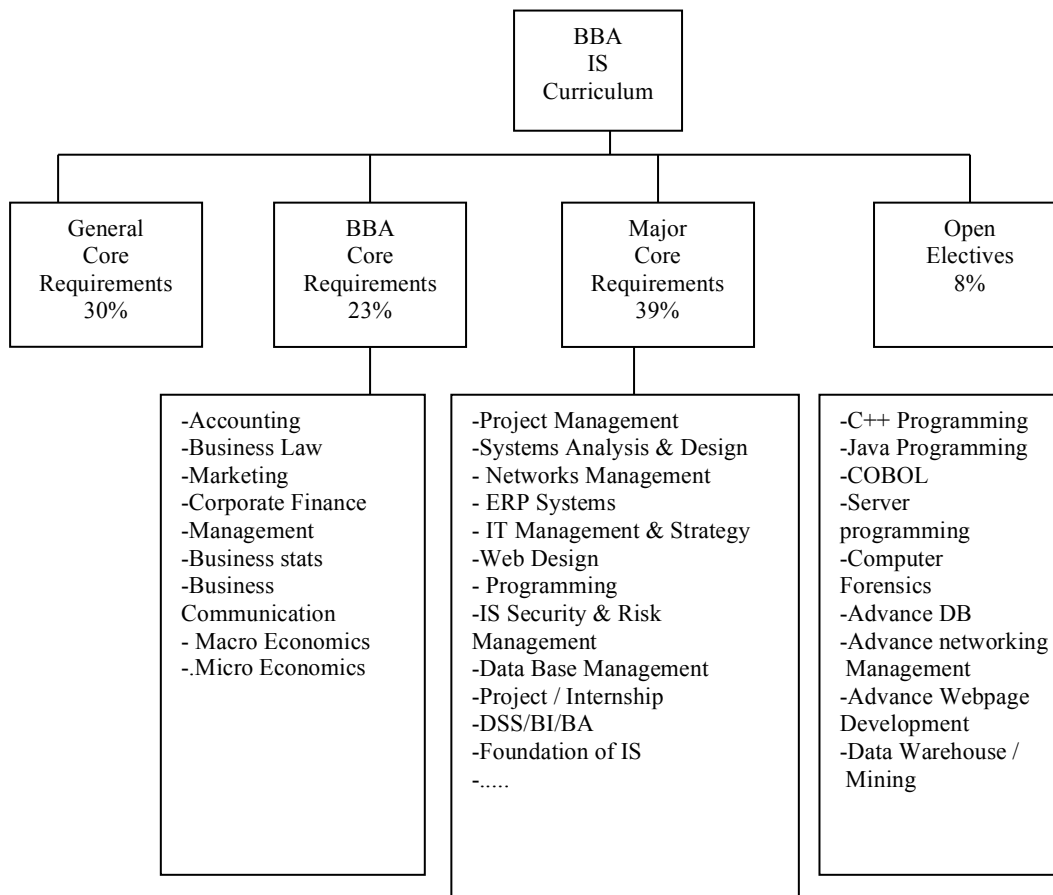 BBA
IS
Curriculum
General
Core
Requirements
30%
BBA
Core
Requirements
23%
Major
Core
Requirements
39%
Open
Electives
8%
-Accounting
-Business Law
-Marketing
-Corporate Finance
-Management
-Business stats
-Business
Communication
- Macro Economics
-.Micro Economics
-Project Management
-Systems Analysis & Design
- Networks Management
- ERP Systems
- IT Management & Strategy
-Web Design
- Programming
-IS Security & Risk
Management
-Data Base Management
-Project / Internship
-DSS/BI/BA
-Foundation of IS
-.....
-C++ Programming
-Java Programming
-COBOL
-Server
programming
-Computer
Forensics
-Advance DB
-Advance networking
Management
-Advance Webpage
Development
-Data Warehouse /
Mining